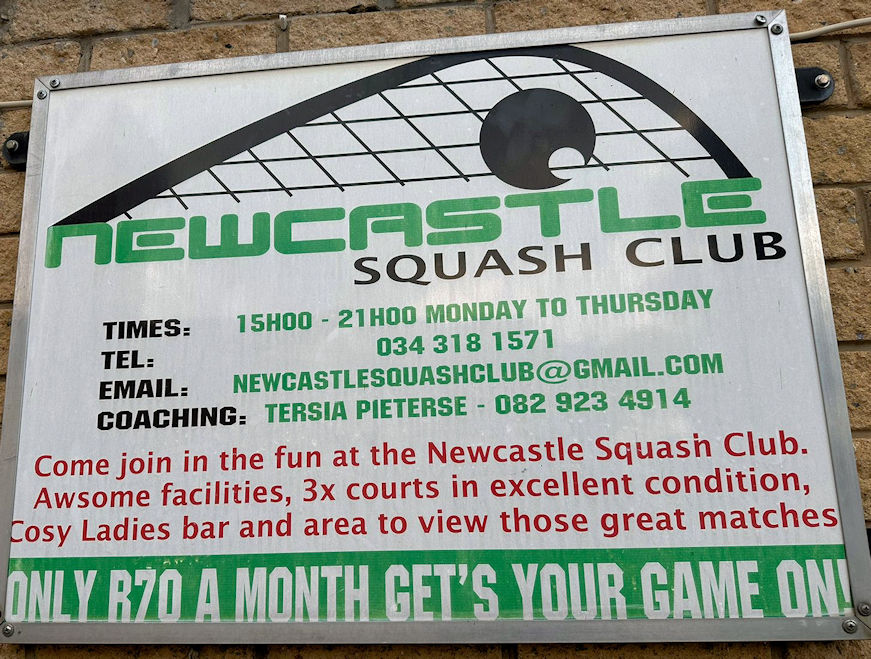 NEWCASTLE
SQUASH CLUB
TIMES: 15H00 - 21H00 MONDAY TO THURSDAY
TEL: 034 318 1571
EMAIL: NEWCASTLESQUASHCLUB@GMAIL.COM
COACHING: TERSIA PIETERSE - 082 923 4914
Come join in the fun at the Newcastle Squash Club.
Awsome facilities, 3x courts in excellent condition,
Cosy Ladies bar and area to view those great matches
ONLY R70 A MONTH GET'S YOUR GAME ON!